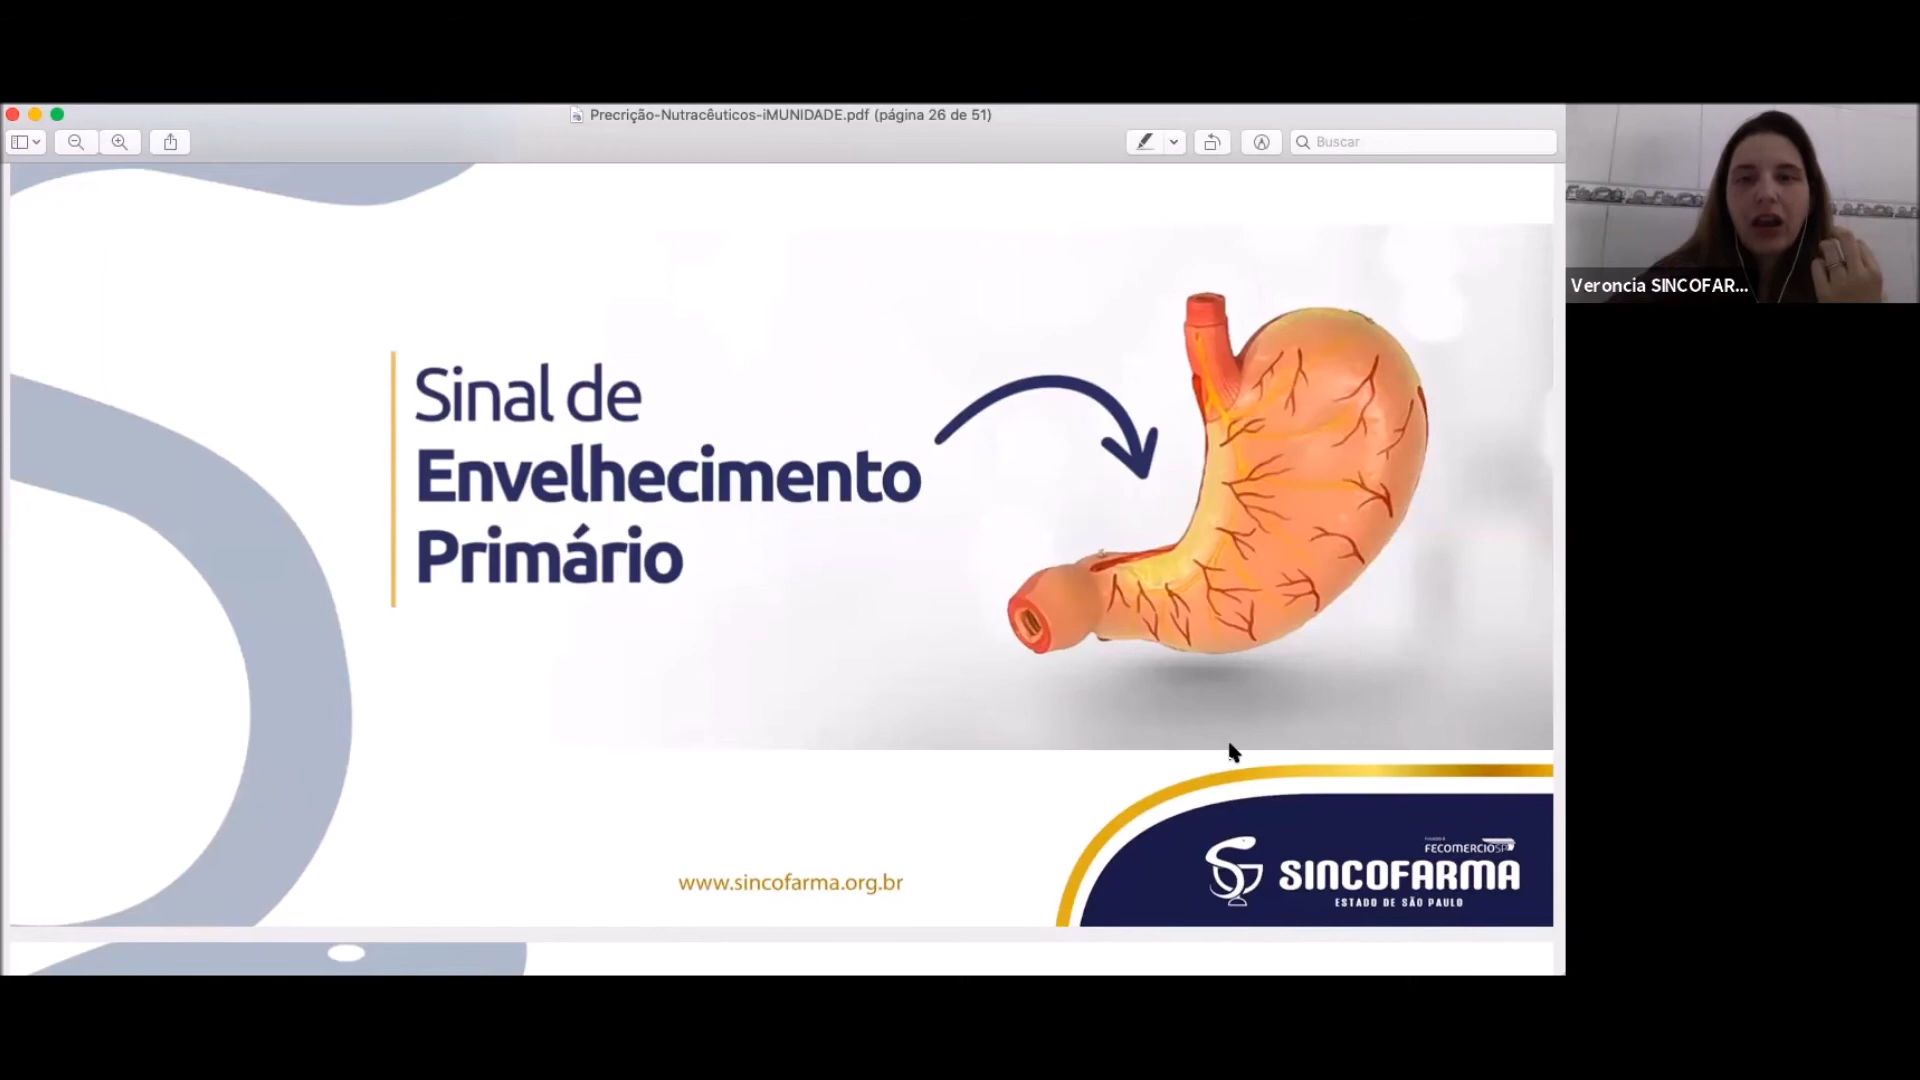 Precrição-Nutracêuticos-iMUNIDADE.pdf (página 26 de 51)
Buscar
Veroncia SINCOFAR...
Sinal de
Envelhecimento
Primário
www.sincofarma.org.br
FECOMERCIO
SINCOFARMA
ESTADO DE SÃO PAULO